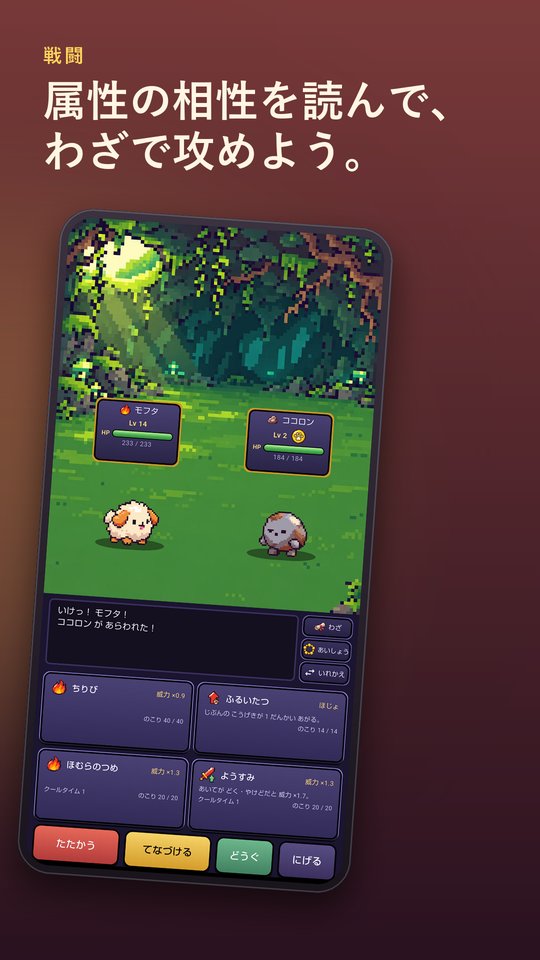 戦闘
属性の相性を読んで、
わざで攻めよう。
モフタ
Lv 14
HP
233 / 233
ココロン
Lv 2
HP
184 / 184
いけっ！ モフタ！
ココロン が あらわれた！
わざ
あいしょう
いれかえ
ちりび
威力 ×0.9
のこり 40 / 40
ふるいたつ
ほじょ
じぶんの こうげきが 1 だんかい あがる。
のこり 14 / 14
ほむらのつめ
威力 ×1.3
クールタイム 1
のこり 20 / 20
ようすみ
威力 ×1.3
あいてが どく・やけどだと 威力 ×1.7。
クールタイム 1
のこり 20 / 20
たたかう
てなづける
どうぐ
にげる